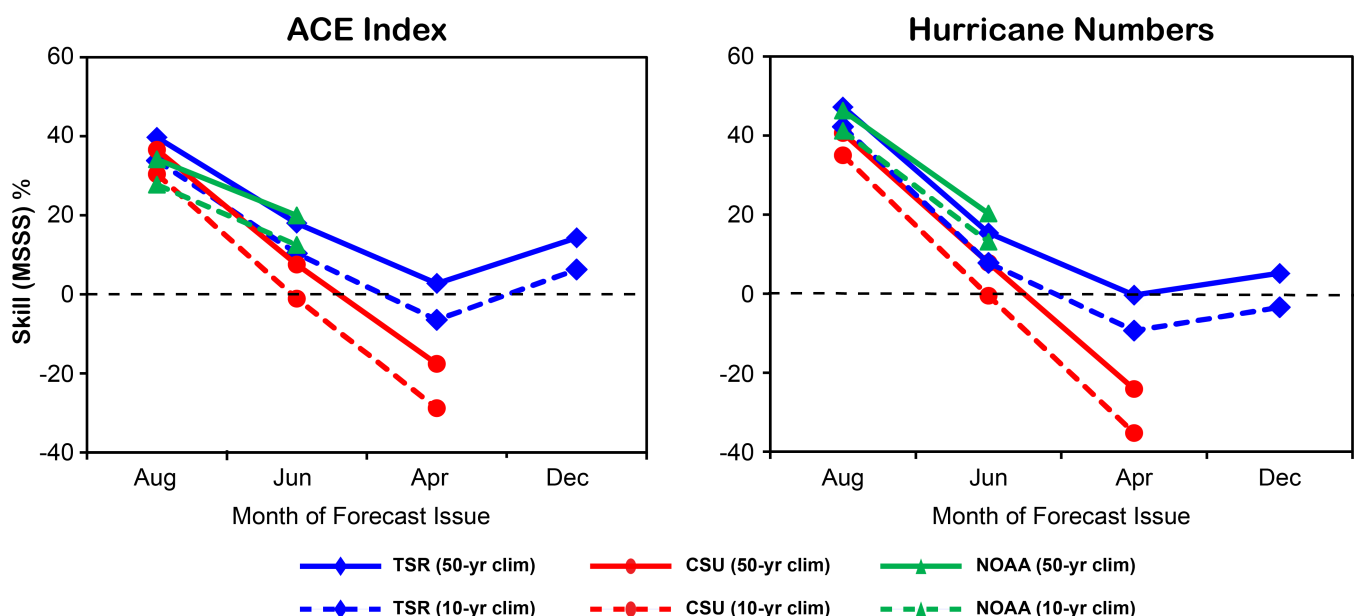 ACE Index
Hurricane Numbers
Skill (MSSS) %
60
40
20
0
-20
-40
Aug Jun Apr Dec
Month of Forecast Issue
60
40
20
0
-20
-40
Aug Jun Apr Dec
Month of Forecast Issue
TSR (50-yr clim) CSU (50-yr clim) NOAA (50-yr clim)
TSR (10-yr clim) CSU (10-yr clim) NOAA (10-yr clim)